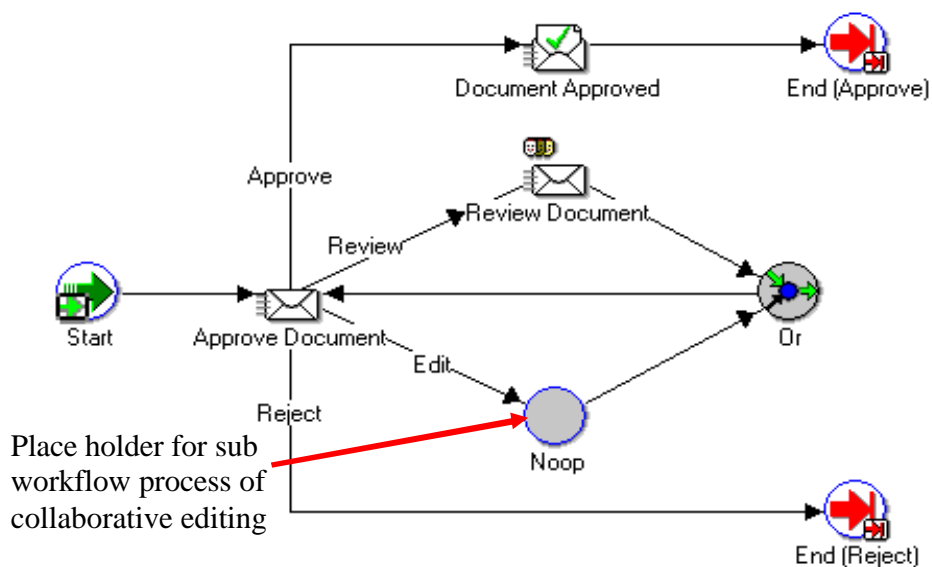 Document Approved
End (Approve)
Approve
Review Document
Review
Start
Approve Document
Or
Edit
Reject
Place holder for sub
workflow process of
collaborative editing
Noop
End (Reject)